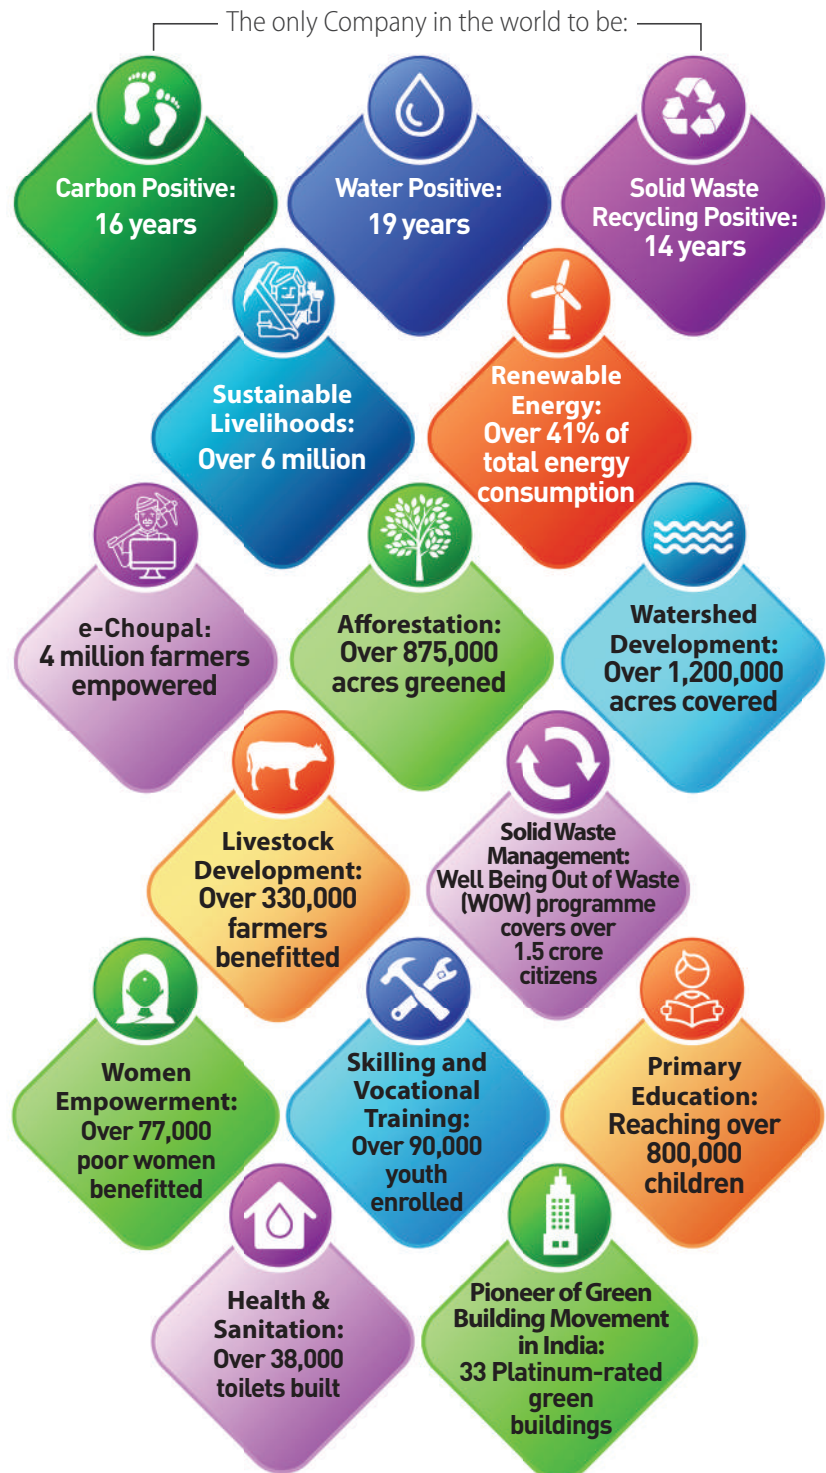 The only Company in the world to be:
Carbon Positive:
16 years
Water Positive:
19 years
Solid Waste
Recycling Positive:
14 years
Sustainable
Livelihoods:
Over 6 million
Renewable
Energy:
Over 41% of
total energy
consumption
e-Choupal:
4 million farmers
empowered
Afforestation:
Over 875,000
acres greened
Watershed
Development:
Over 1,200,000
acres covered
Livestock
Development:
Over 330,000
farmers
benefitted
Solid Waste
Management:
Well Being Out of Waste
(WOW) programme
covers over
1.5 crore
citizens
Women
Empowerment:
Over 77,000
poor women
benefitted
Skilling and
Vocational
Training:
Over 90,000
youth
enrolled
Primary
Education:
Reaching over
800,000
children
Health &
Sanitation:
Over 38,000
toilets built
Pioneer of Green
Building Movement
in India:
33 Platinum-rated
green
buildings